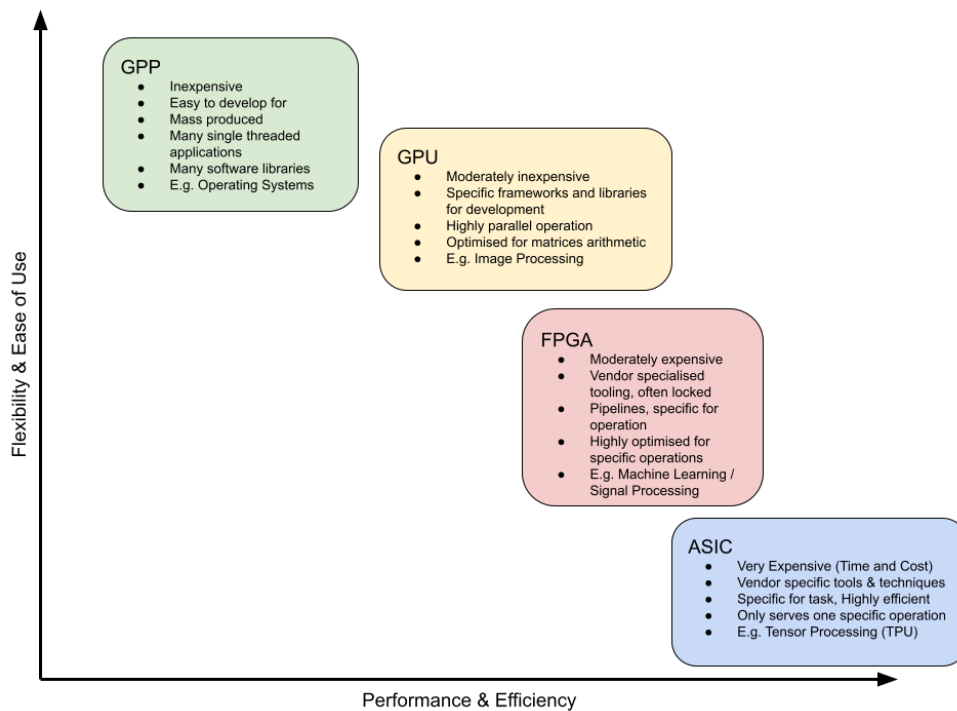 GPP
● Inexpensive
● Easy to develop for
● Mass produced
● Many single threaded
applications
● Many software libraries
● E.g. Operating Systems
GPU
● Moderately inexpensive
● Specific frameworks and libraries
for development
● Highly parallel operation
● Optimised for matrices arithmetic
● E.g. Image Processing
FPGA
● Moderately expensive
● Vendor specialised
tooling, often locked
● Pipelines, specific for
operation
● Highly optimised for
specific operations
● E.g. Machine Learning /
Signal Processing
ASIC
● Very Expensive (Time and Cost)
● Vendor specific tools & techniques
● Specific for task, Highly efficient
● Only serves one specific operation
● E.g. Tensor Processing (TPU)
Flexibility & Ease of Use
Performance & Efficiency